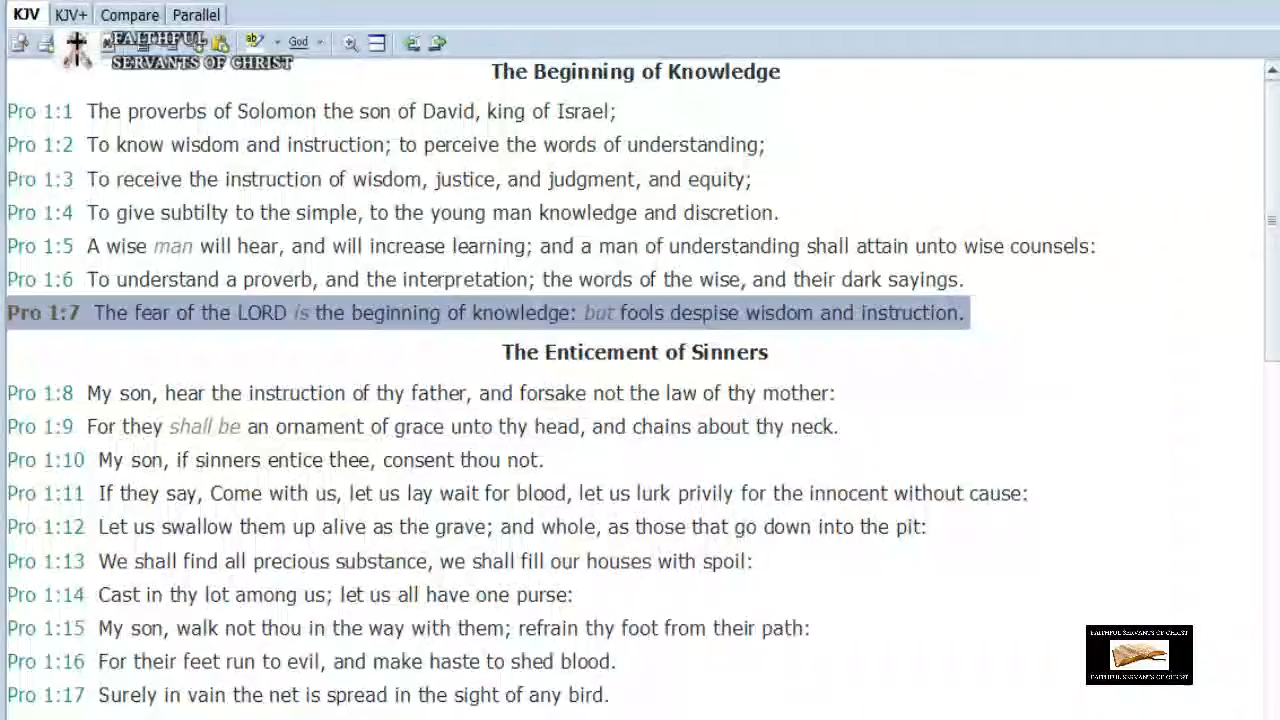 KJV KJV+ Compare Parallel
FAITHFUL
SERVANTS OF CHRIST
God
The Beginning of Knowledge
Pro 1:1 The proverbs of Solomon the son of David, king of Israel;
Pro 1:2 To know wisdom and instruction; to perceive the words of understanding;
Pro 1:3 To receive the instruction of wisdom, justice, and judgment, and equity;
Pro 1:4 To give subtilty to the simple, to the young man knowledge and discretion.
Pro 1:5 A wise man will hear, and will increase learning; and a man of understanding shall attain unto wise counsels:
Pro 1:6 To understand a proverb, and the interpretation; the words of the wise, and their dark sayings.
Pro 1:7 The fear of the LORD is the beginning of knowledge: but fools despise wisdom and instruction.
The Enticement of Sinners
Pro 1:8 My son, hear the instruction of thy father, and forsake not the law of thy mother:
Pro 1:9 For they shall be an ornament of grace unto thy head, and chains about thy neck.
Pro 1:10 My son, if sinners entice thee, consent thou not.
Pro 1:11 If they say, Come with us, let us lay wait for blood, let us lurk privily for the innocent without cause:
Pro 1:12 Let us swallow them up alive as the grave; and whole, as those that go down into the pit:
Pro 1:13 We shall find all precious substance, we shall fill our houses with spoil:
Pro 1:14 Cast in thy lot among us; let us all have one purse:
Pro 1:15 My son, walk not thou in the way with them; refrain thy foot from their path:
Pro 1:16 For their feet run to evil, and make haste to shed blood.
Pro 1:17 Surely in vain the net is spread in the sight of any bird.
FAITHFUL SERVANTS OF CHRIST
FAITHFUL SERVANTS OF CHRIST